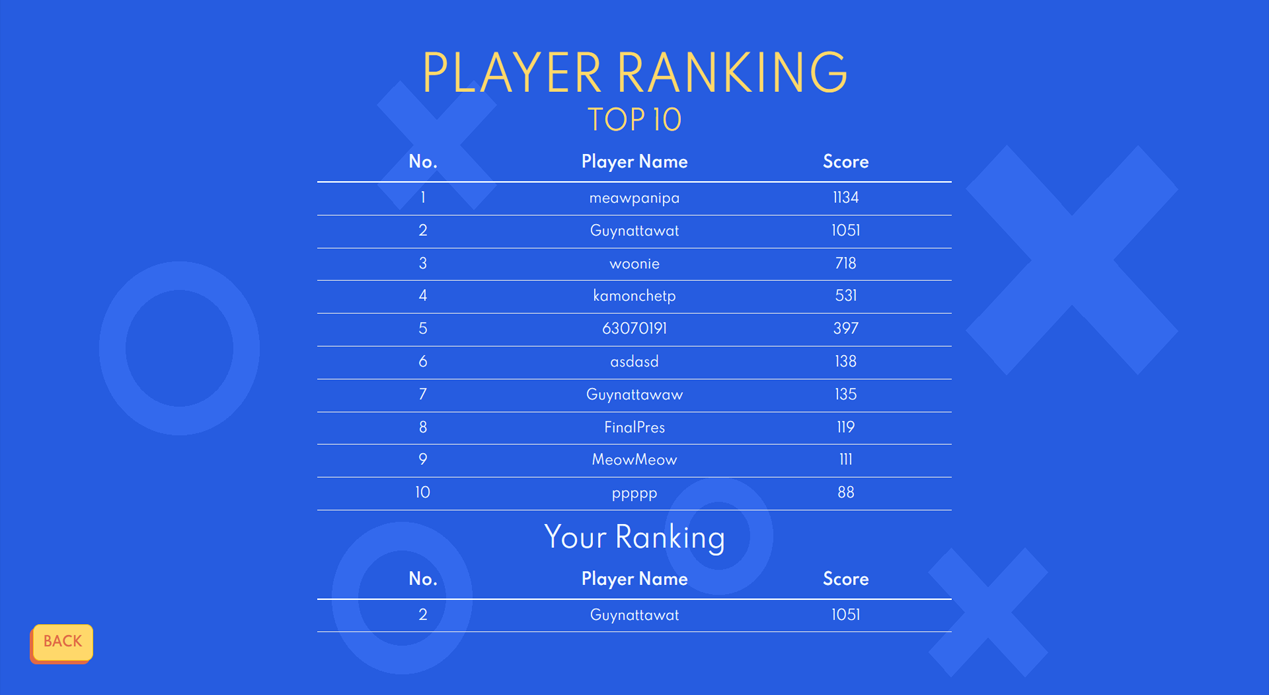 PLAYER RANKING
TOP 10
No. Player Name Score
1 meawpanipa 1134
2 Guynattawat 1051
3 woonie 718
4 kamonchetp 531
5 63070191 397
6 asdasd 138
7 Guynattawaw 135
8 FinalPres 119
9 MeowMeow 111
10 ppppp 88
Your Ranking
No. Player Name Score
2 Guynattawat 1051
BACK